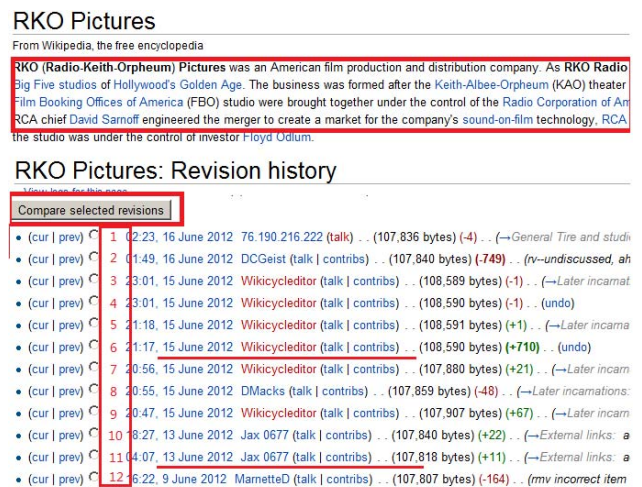 RKO Pictures
From Wikipedia, the free encyclopedia
RKO (Radio-Keith-Orpheum) Pictures was an American film production and distribution company. As RKO Radio
Big Five studios of Hollywood's Golden Age. The business was formed after the Keith-Albee-Orpheum (KAO) theater
Film Booking Offices of America (FBO) studio were brought together under the control of the Radio Corporation of Am
RCA chief David Sarnoff engineered the merger to create a market for the company's sound-on-film technology, RCA
the studio was under the control of investor Floyd Odlum.
RKO Pictures: Revision history
View logs for this page
Compare selected revisions
• (cur | prev) 1 02:23, 16 June 2012 76.190.216.222 (talk) . . (107,836 bytes) (-4) . . (→General Tire and studi
• (cur | prev) 2 01:49, 16 June 2012 DCGeist (talk | contribs) . . (107,840 bytes) (-749) . . (rv--undiscussed, ah
• (cur | prev) 3 23:01, 15 June 2012 Wikicycleditor (talk | contribs) . . (108,589 bytes) (-1) . . (→Later incarnat
• (cur | prev) 4 23:01, 15 June 2012 Wikicycleditor (talk | contribs) . . (108,590 bytes) (-1) . . (undo)
• (cur | prev) 5 21:18, 15 June 2012 Wikicycleditor (talk | contribs) . . (108,591 bytes) (+1) . . (→Later incarna
• (cur | prev) 6 21:17, 15 June 2012 Wikicycleditor (talk | contribs) . . (108,590 bytes) (+710) . . (undo)
• (cur | prev) 7 20:56, 15 June 2012 Wikicycleditor (talk | contribs) . . (107,880 bytes) (+21) . . (→Later incarn
• (cur | prev) 8 20:55, 15 June 2012 DMacks (talk | contribs) . . (107,859 bytes) (-48) . . (→Later incarnations:
• (cur | prev) 9 20:47, 15 June 2012 Wikicycleditor (talk | contribs) . . (107,907 bytes) (+67) . . (→Later incarn
• (cur | prev) 10 18:27, 13 June 2012 Jax 0677 (talk | contribs) . . (107,840 bytes) (+22) . . (→External links: a
• (cur | prev) 11 04:07, 13 June 2012 Jax 0677 (talk | contribs) . . (107,818 bytes) (+11) . . (→External links: a
• (cur | prev) 12 16:22, 9 June 2012 MarnetteD (talk | contribs) . . (107,807 bytes) (-164) . . (rmv incorrect item